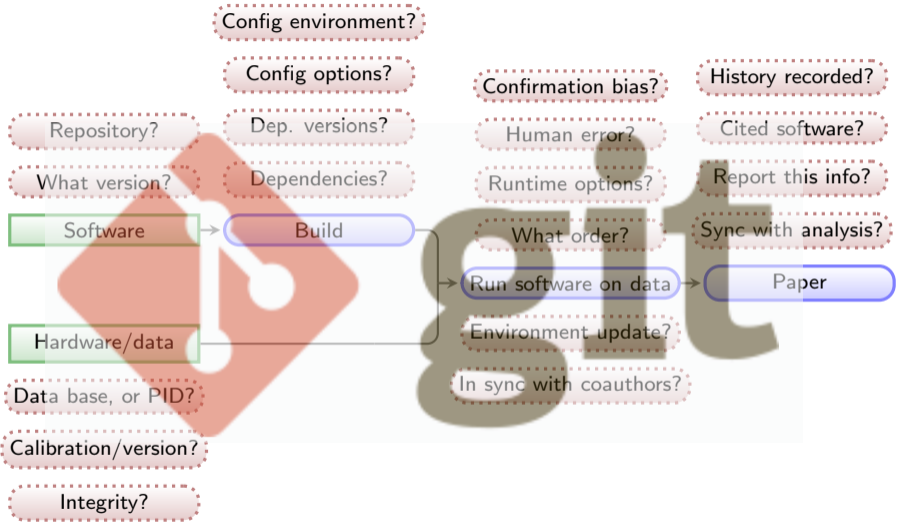 Config environment?
Config options?
Dep. versions?
Dependencies?
Repository?
What version?
Software
Build
Hardware/data
Data base, or PID?
Calibration/version?
Integrity?
Confirmation bias?
Human error?
Runtime options?
What order?
Run software on data
Environment update?
In sync with coauthors?
History recorded?
Cited software?
Report this info?
Sync with analysis?
Paper
git